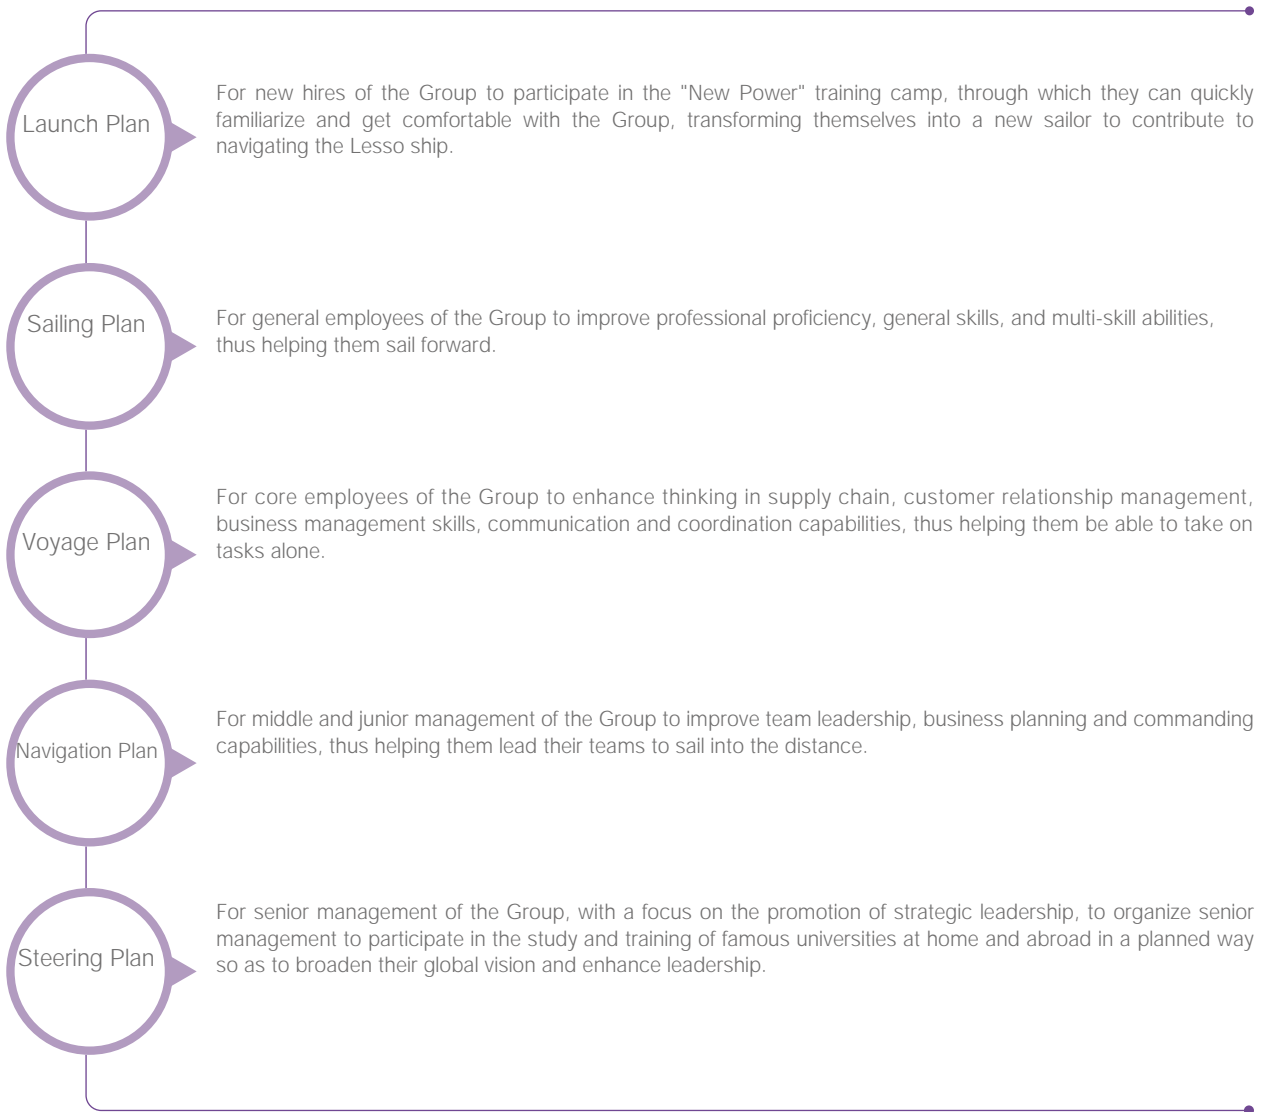 Launch Plan
For new hires of the Group to participate in the "New Power" training camp, through which they can quickly
familiarize and get comfortable with the Group, transforming themselves into a new sailor to contribute to
navigating the Lesso ship.
Sailing Plan
For general employees of the Group to improve professional proficiency, general skills, and multi-skill abilities,
thus helping them sail forward.
Voyage Plan
For core employees of the Group to enhance thinking in supply chain, customer relationship management,
business management skills, communication and coordination capabilities, thus helping them be able to take on
tasks alone.
Navigation Plan
For middle and junior management of the Group to improve team leadership, business planning and commanding
capabilities, thus helping them lead their teams to sail into the distance.
Steering Plan
For senior management of the Group, with a focus on the promotion of strategic leadership, to organize senior
management to participate in the study and training of famous universities at home and abroad in a planned way
so as to broaden their global vision and enhance leadership.